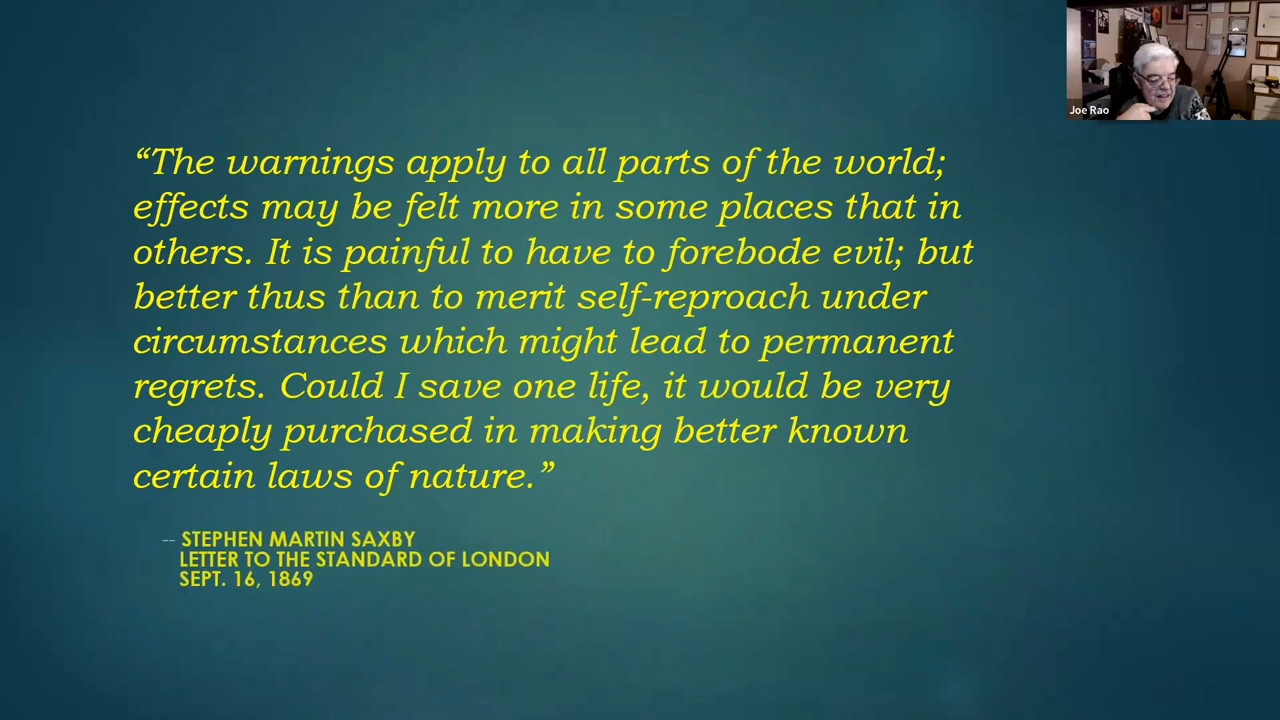 Joe Rao
“The warnings apply to all parts of the world;
effects may be felt more in some places that in
others. It is painful to have to forebode evil; but
better thus than to merit self-reproach under
circumstances which might lead to permanent
regrets. Could I save one life, it would be very
cheaply purchased in making better known
certain laws of nature.”
-- STEPHEN MARTIN SAXBY
LETTER TO THE STANDARD OF LONDON
SEPT. 16, 1869